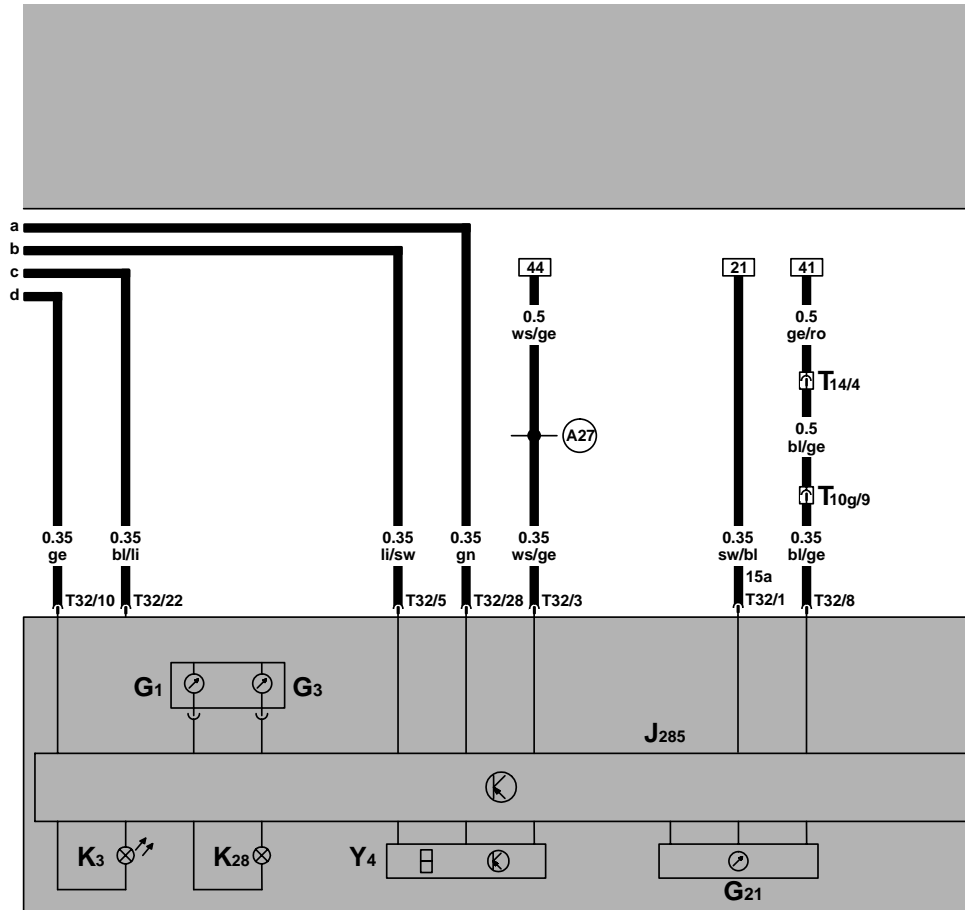 a
b
c
d
44 21 41
0.5 0.5
ws/ge ge/ro
T14/4
A27
0.5
bl/ge
T10g/9
0.35 0.35 0.35 0.35 0.35 0.35 0.35
ge bl/li li/sw gn ws/ge sw/bl bl/ge
15a
T32/10 T32/22 T32/5 T32/28 T32/3 T32/1 T32/8
G1 G3
J285
K3 K28 Y4
G21